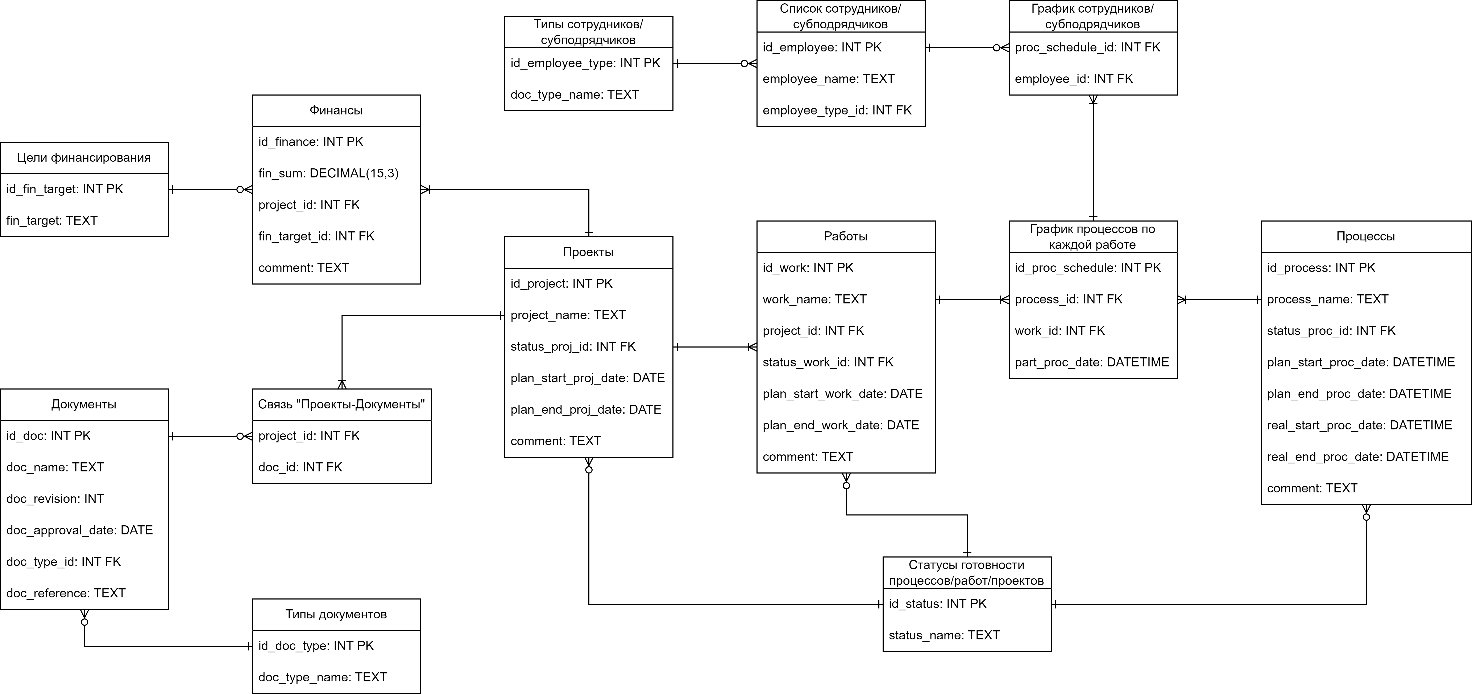 Типы сотрудников/
субподрядчиков
id_employee_type: INT PK
doc_type_name: TEXT
Список сотрудников/
субподрядчиков
id_employee: INT PK
employee_name: TEXT
employee_type_id: INT FK
График сотрудников/
субподрядчиков
proc_schedule_id: INT FK
employee_id: INT FK
Цели финансирования
id_fin_target: INT PK
fin_target: TEXT
Финансы
id_finance: INT PK
fin_sum: DECIMAL(15,3)
project_id: INT FK
fin_target_id: INT FK
comment: TEXT
Проекты
id_project: INT PK
project_name: TEXT
status_proj_id: INT FK
plan_start_proj_date: DATE
plan_end_proj_date: DATE
comment: TEXT
Работы
id_work: INT PK
work_name: TEXT
project_id: INT FK
status_work_id: INT FK
plan_start_work_date: DATE
plan_end_work_date: DATE
comment: TEXT
График процессов по
каждой работе
id_proc_schedule: INT PK
process_id: INT FK
work_id: INT FK
part_proc_date: DATETIME
Процессы
id_process: INT PK
process_name: TEXT
status_proc_id: INT FK
plan_start_proc_date: DATETIME
plan_end_proc_date: DATETIME
real_start_proc_date: DATETIME
real_end_proc_date: DATETIME
comment: TEXT
Документы
id_doc: INT PK
doc_name: TEXT
doc_revision: INT
doc_approval_date: DATE
doc_type_id: INT FK
doc_reference: TEXT
Связь "Проекты-Документы"
project_id: INT FK
doc_id: INT FK
Типы документов
id_doc_type: INT PK
doc_type_name: TEXT
Статусы готовности
процессов/работ/проектов
id_status: INT PK
status_name: TEXT